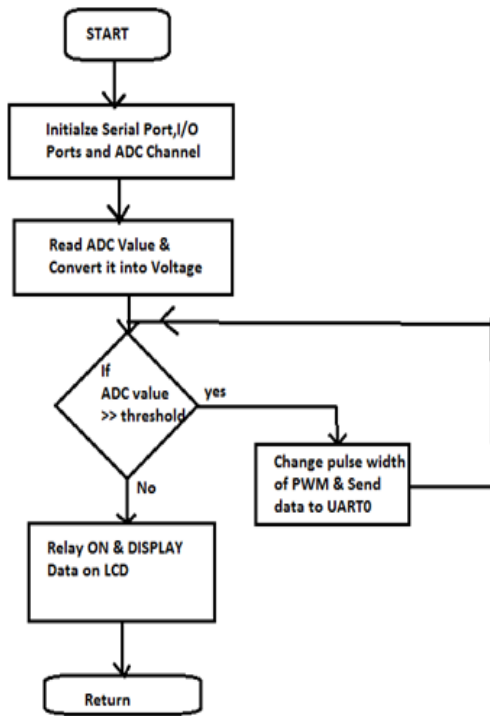 START
Initialze Serial Port,I/O
Ports and ADC Channel
Read ADC Value &
Convert it into Voltage
If
ADC value
>> threshold
yes
Change pulse width
of PWM & Send
data to UART0
No
Relay ON & DISPLAY
Data on LCD
Return